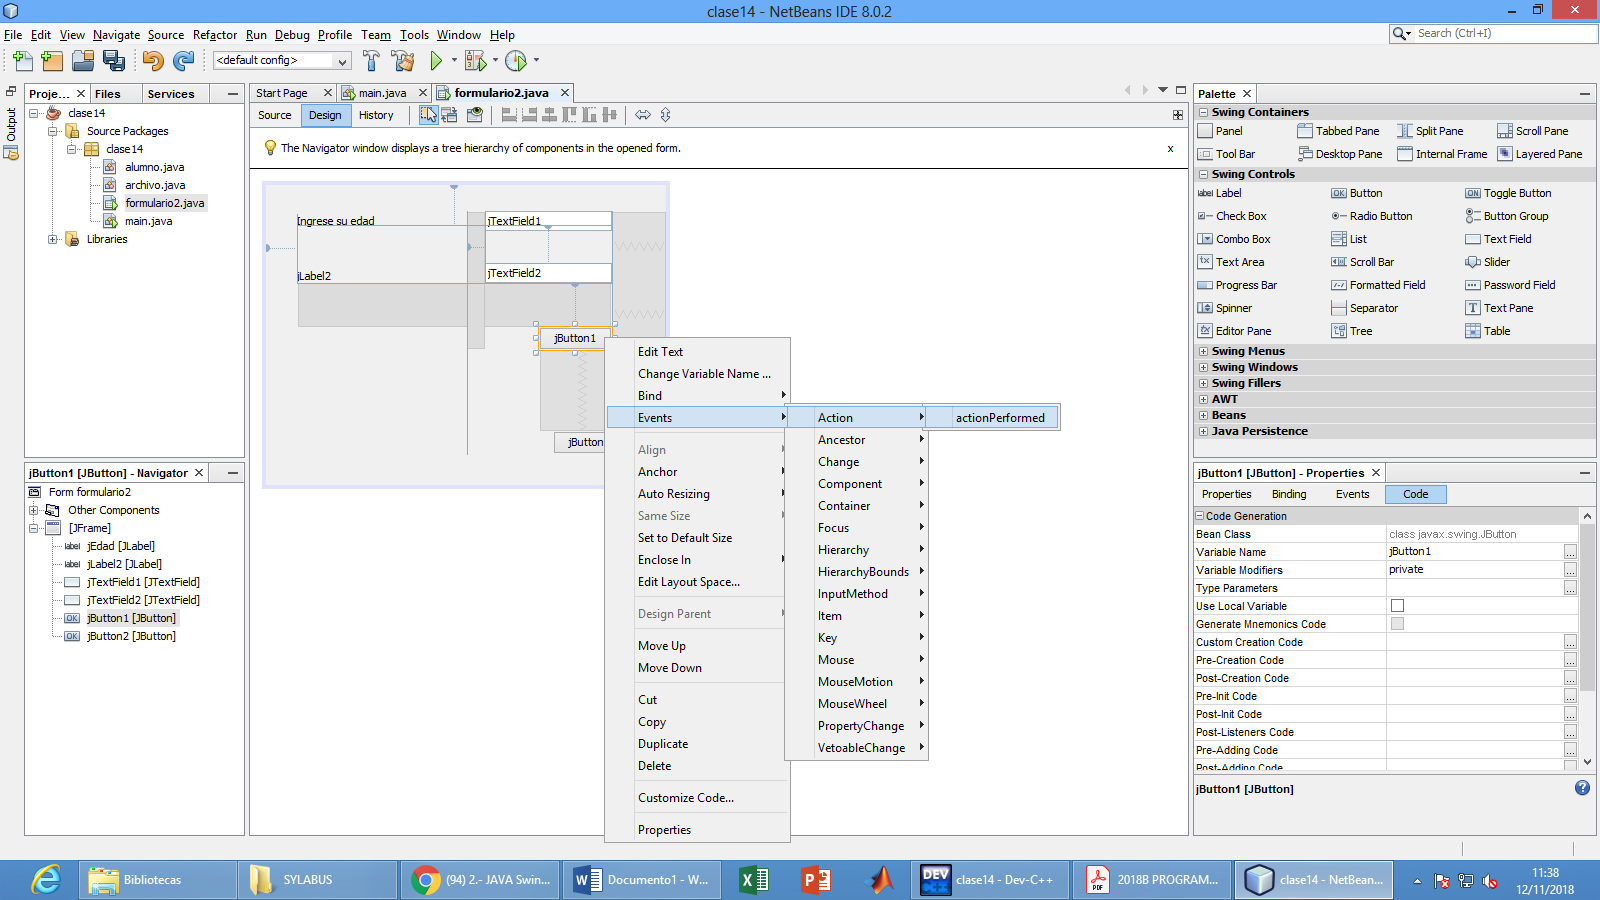 clase14 - NetBeans IDE 8.0.2
File Edit View Navigate Source Refactor Run Debug Profile Team Tools Window Help
Search (Ctrl+I)
<default config>
Proje... Files Services
Output
clase14
Source Packages
clase14
alumno.java
archivo.java
formulario2.java
main.java
Libraries
Start Page main.java formulario2.java
Source Design History
The Navigator window displays a tree hierarchy of components in the opened form.
x
Ingrese su edad
jTextField1
jLabel2
jTextField2
jButton1
jButton
Edit Text
Change Variable Name ...
Bind
Events
Align
Anchor
Auto Resizing
Same Size
Set to Default Size
Enclose In
Edit Layout Space...
Design Parent
Move Up
Move Down
Cut
Copy
Duplicate
Delete
Customize Code...
Properties
Action
Ancestor
Change
Component
Container
Focus
Hierarchy
HierarchyBounds
InputMethod
Item
Key
Mouse
MouseMotion
MouseWheel
PropertyChange
VetoableChange
actionPerformed
jButton1 [JButton] - Navigator
Form formulario2
Other Components
[JFrame]
label jEdad [JLabel]
label jLabel2 [JLabel]
jTextField1 [JTextField]
jTextField2 [JTextField]
OK jButton1 [JButton]
OK jButton2 [JButton]
Palette
Swing Containers
Panel Tabbed Pane Split Pane Scroll Pane
Tool Bar Desktop Pane Internal Frame Layered Pane
Swing Controls
label Label OK Button ON Toggle Button
Check Box Radio Button Button Group
Combo Box List Text Field
Text Area Scroll Bar Slider
Progress Bar Formatted Field Password Field
Spinner Separator Text Pane
Editor Pane Tree Table
Swing Menus
Swing Windows
Swing Fillers
AWT
Beans
Java Persistence
jButton1 [JButton] - Properties
Properties Binding Events Code
Code Generation
Bean Class class javax.swing.JButton
Variable Name jButton1 ...
Variable Modifiers private ...
Type Parameters ...
Use Local Variable
Generate Mnemonics Code
Custom Creation Code ...
Pre-Creation Code ...
Post-Creation Code ...
Pre-Init Code ...
Post-Init Code ...
Post-Listeners Code ...
Pre-Adding Code ...
Post-Adding Code ...
jButton1 [JButton]
Bibliotecas
SYLABUS
(94) 2.- JAVA Swin...
Documento1 - W...
DEV C++ clase14 - Dev-C++
PDF 2018B PROGRAM...
clase14 - NetBean...
11:38
12/11/2018